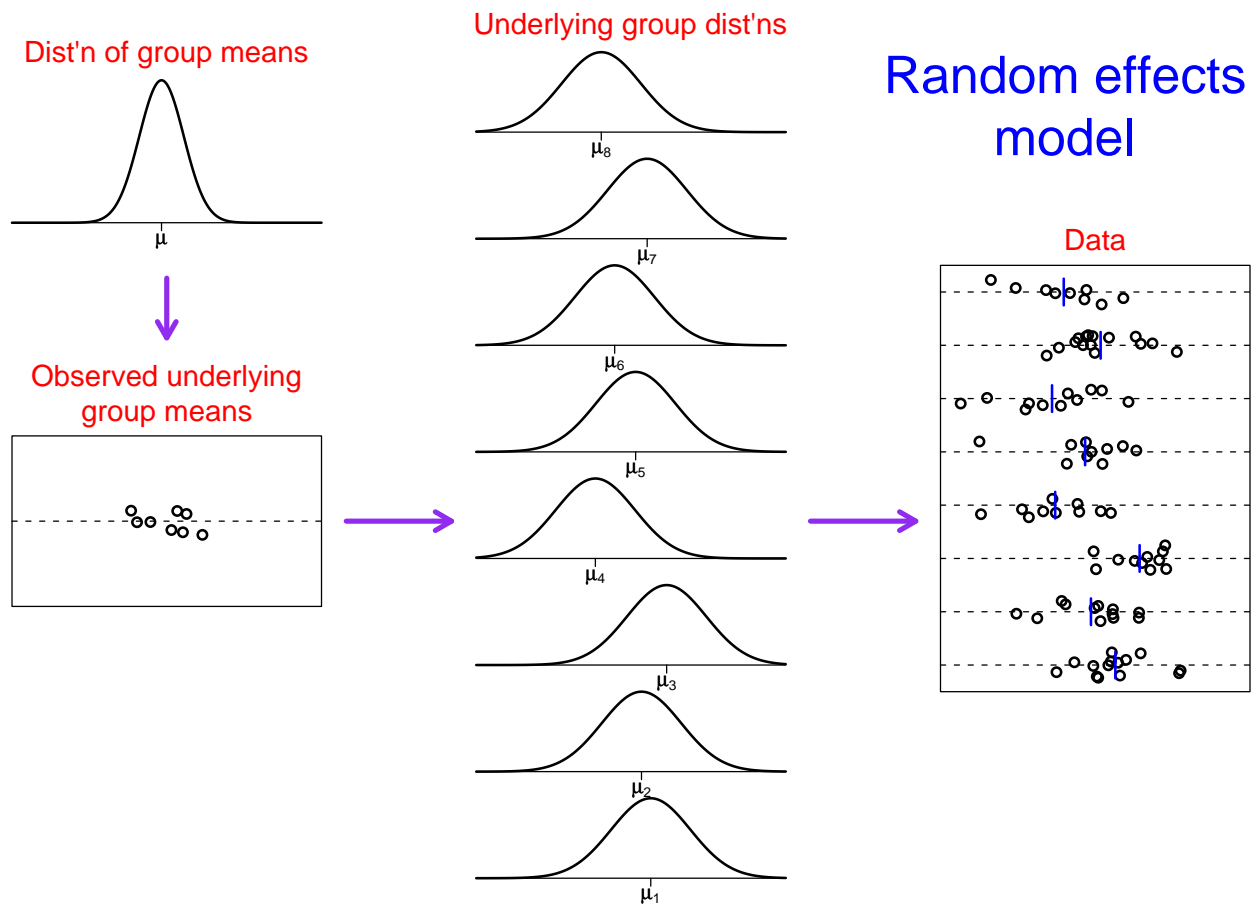 Dist'n of group means
μ
Observed underlying
group means
Underlying group dist'ns
μ8
μ7
μ6
μ5
μ4
μ3
μ2
μ1
Random effects
model
Data